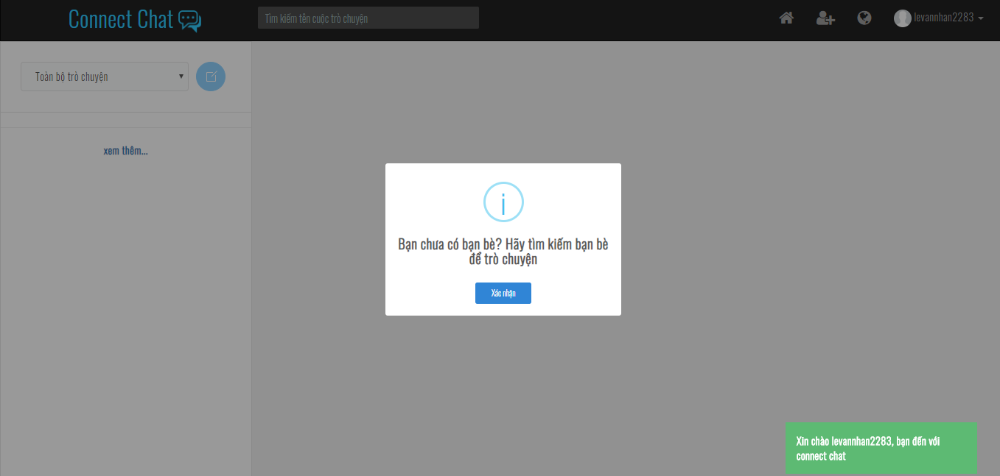 Connect Chat
Tìm kiếm tên cuộc trò chuyện
levannhan2283
Toàn bộ trò chuyện
xem thêm...
Bạn chưa có bạn bè? Hãy tìm kiếm bạn bè
để trò chuyện
Xác nhận
Xin chào levannhan2283, bạn đến với
connect chat